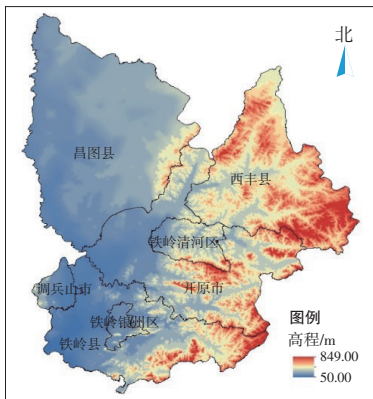 北
昌图县
西丰县
铁岭清河区
调兵山市
开原市
铁岭银州区
铁岭县
图例
高程/m
849.00
50.00